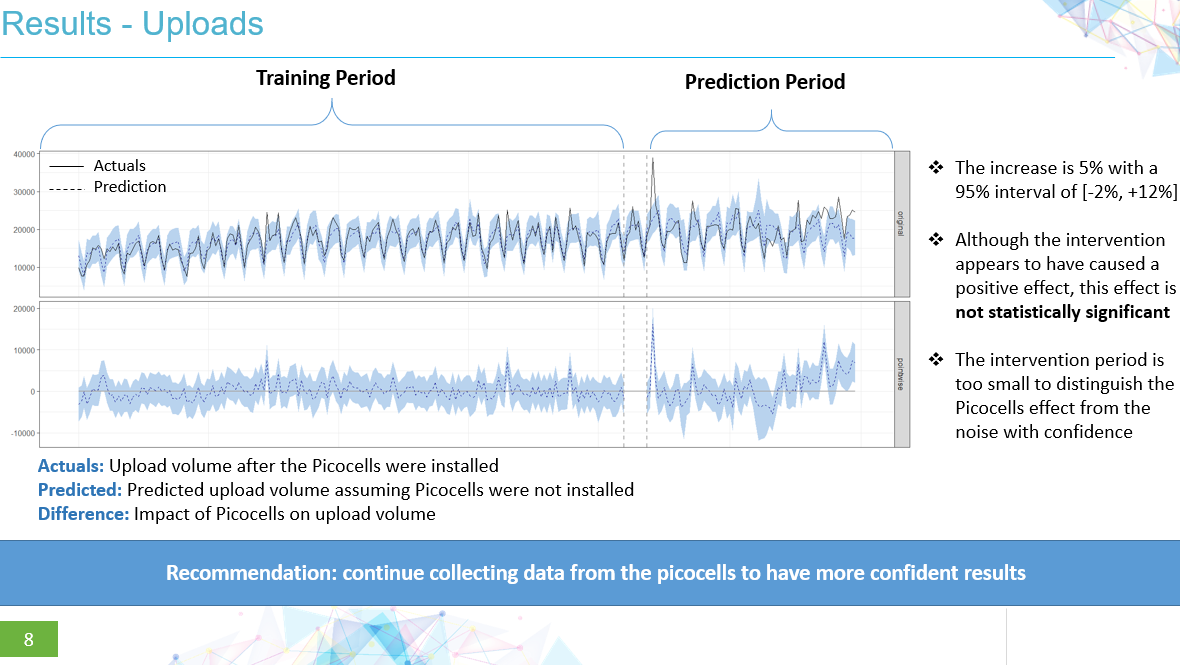 Results - Uploads
Training Period
Prediction Period
40000
30000
20000
10000
Actuals
Prediction
original
20000
10000
0
-10000
pointwise
❖ The increase is 5% with a
95% interval of [-2%, +12%]
❖ Although the intervention
appears to have caused a
positive effect, this effect is
not statistically significant
❖ The intervention period is
too small to distinguish the
Picocells effect from the
noise with confidence
Actuals: Upload volume after the Picocells were installed
Predicted: Predicted upload volume assuming Picocells were not installed
Difference: Impact of Picocells on upload volume
Recommendation: continue collecting data from the picocells to have more confident results
8